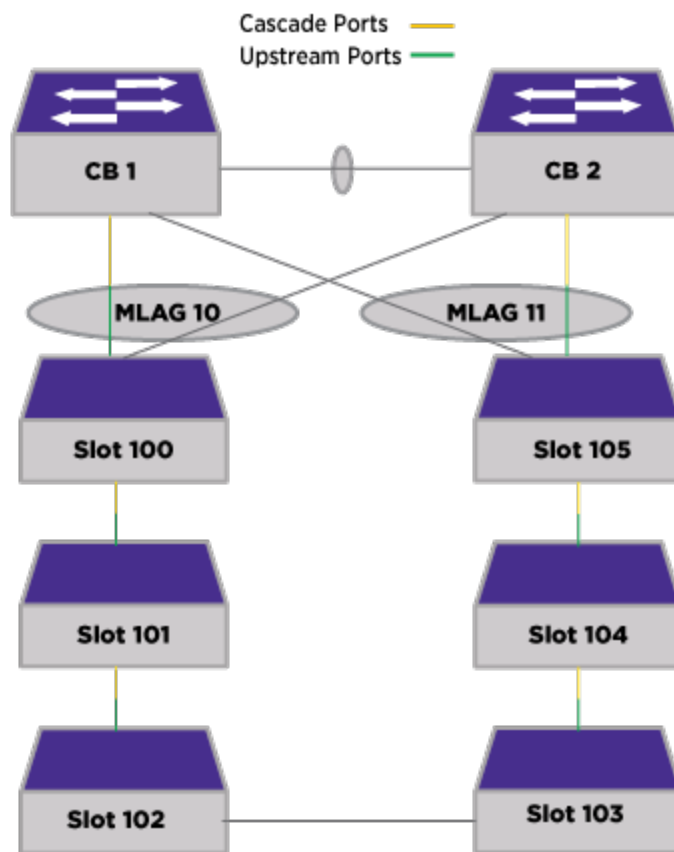 Cascade Ports
Upstream Ports
CB 1
CB 2
MLAG 10
MLAG 11
Slot 100
Slot 105
Slot 101
Slot 104
Slot 102
Slot 103